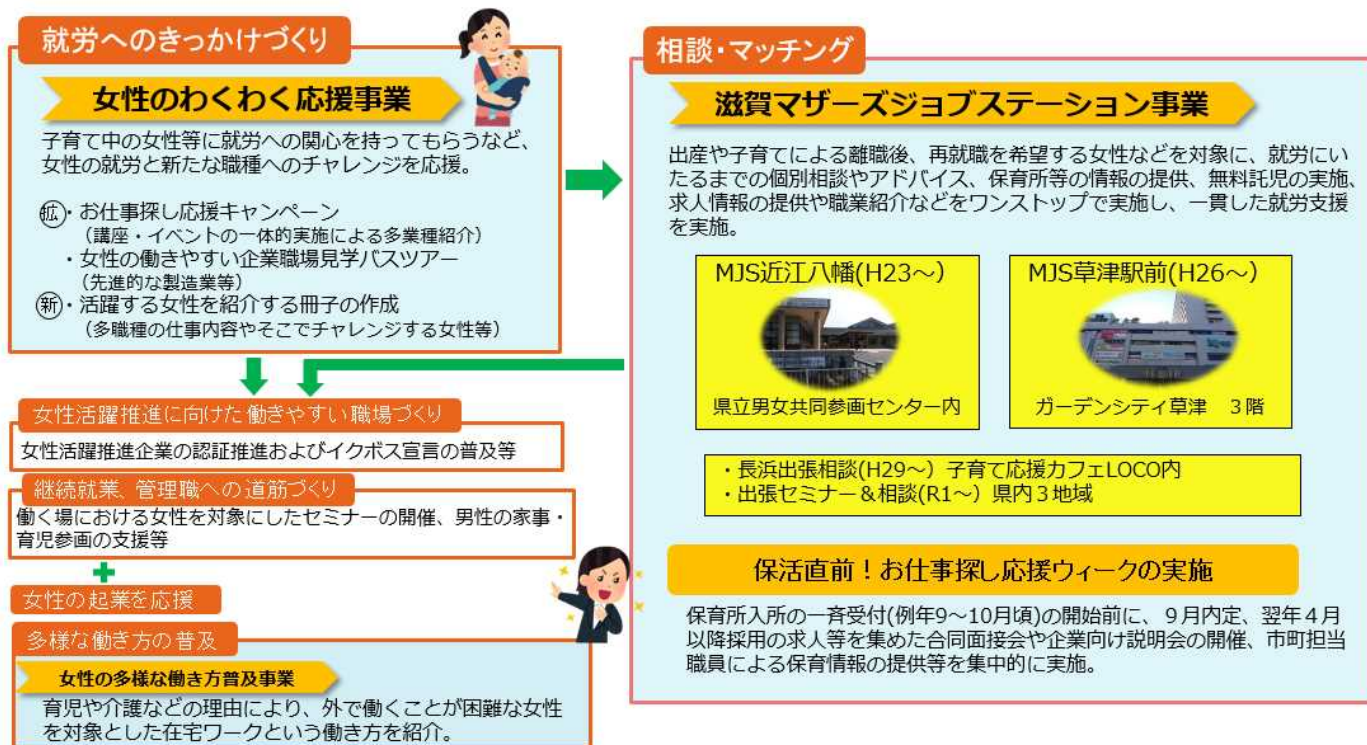 就労へのきっかけづくり
女性のわくわく応援事業
子育て中の女性等に就労への関心を持ってもらうなど、
女性の就労と新たな職種へのチャレンジを応援。
拡・お仕事探し応援キャンペーン
（講座・イベントの一体的実施による多業種紹介）
・女性の働きやすい企業職場見学バスツアー
（先進的な製造業等）
新・活躍する女性を紹介する冊子の作成
（多職種の仕事内容やそこでチャレンジする女性等）
女性活躍推進に向けた働きやすい職場づくり
女性活躍推進企業の認証推進およびイクボス宣言の普及等
継続就業、管理職への道筋づくり
働く場における女性を対象にしたセミナーの開催、男性の家事・
育児参画の支援等
女性の起業を応援
多様な働き方の普及
女性の多様な働き方普及事業
育児や介護などの理由により、外で働くことが困難な女性
を対象とした在宅ワークという働き方を紹介。
相談・マッチング
滋賀マザーズジョブステーション事業
出産や子育てによる離職後、再就職を希望する女性などを対象に、就労にい
たるまでの個別相談やアドバイス、保育所等の情報の提供、無料託児の実施、
求人情報の提供や職業紹介などをワンストップで実施し、一貫した就労支援
を実施。
MJS近江八幡(H23～)
県立男女共同参画センター内
MJS草津駅前(H26～)
ガーデンシティ草津　3階
・長浜出張相談(H29～) 子育て応援カフェLOCO内
・出張セミナー＆相談(R1～) 県内3地域
保活直前！お仕事探し応援ウィークの実施
保育所入所の一斉受付(例年9～10月頃)の開始前に、9月内定、翌年4月
以降採用の求人等を集めた合同面接会や企業向け説明会の開催、市町担当
職員による保育情報の提供等を集中的に実施。